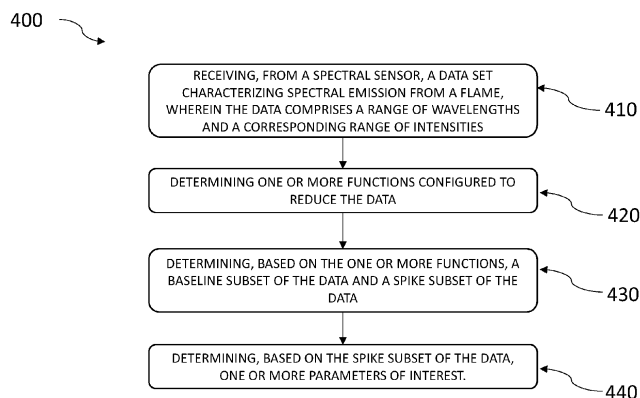 400
RECEIVING, FROM A SPECTRAL SENSOR, A DATA SET
CHARACTERIZING SPECTRAL EMISSION FROM A FLAME,
WHEREIN THE DATA COMPRISES A RANGE OF WAVELENGTHS
AND A CORRESPONDING RANGE OF INTENSITIES
410
DETERMINING ONE OR MORE FUNCTIONS CONFIGURED TO
REDUCE THE DATA
420
DETERMINING, BASED ON THE ONE OR MORE FUNCTIONS, A
BASELINE SUBSET OF THE DATA AND A SPIKE SUBSET OF THE
DATA
430
DETERMINING, BASED ON THE SPIKE SUBSET OF THE DATA,
ONE OR MORE PARAMETERS OF INTEREST.
440